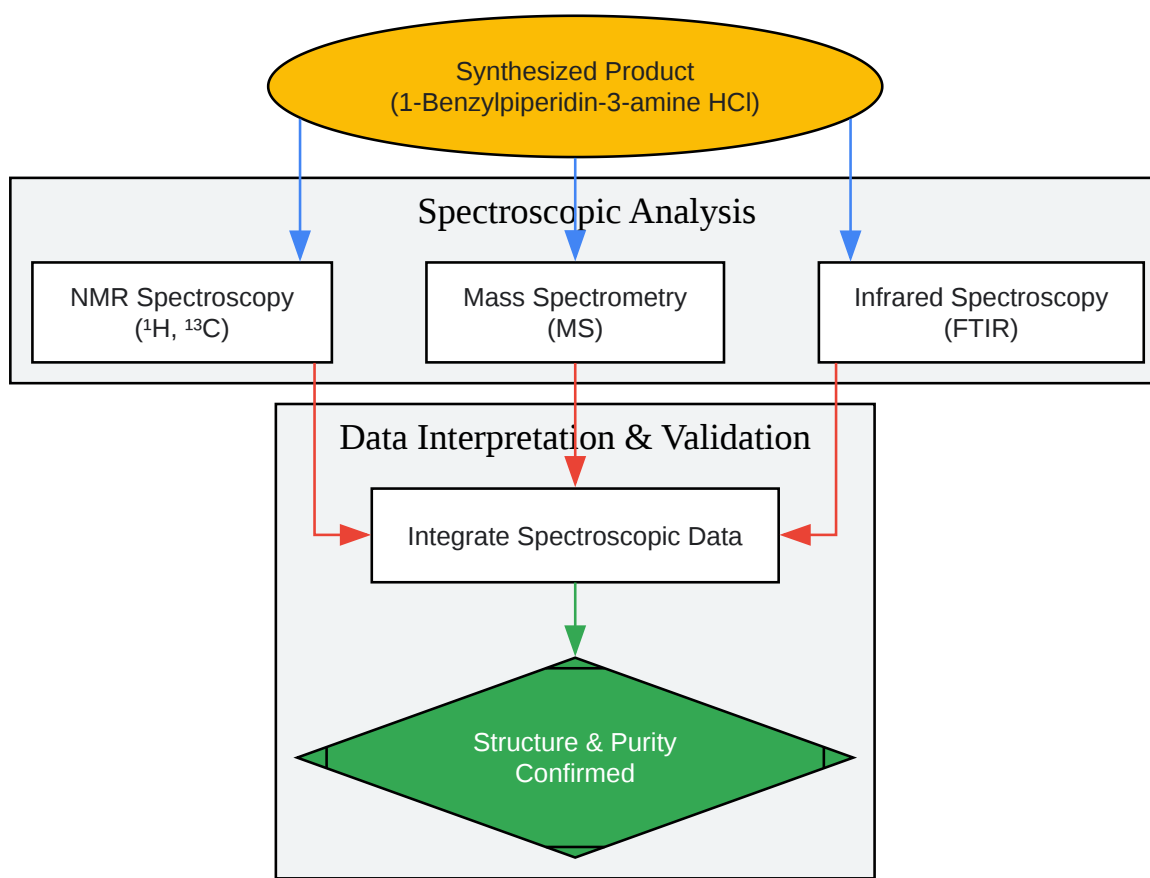 Synthesized Product
(1-Benzylpiperidin-3-amine HCl)
Spectroscopic Analysis
NMR Spectroscopy
(¹H, ¹³C)
Mass Spectrometry
(MS)
Infrared Spectroscopy
(FTIR)
Data Interpretation & Validation
Integrate Spectroscopic Data
Structure & Purity
Confirmed